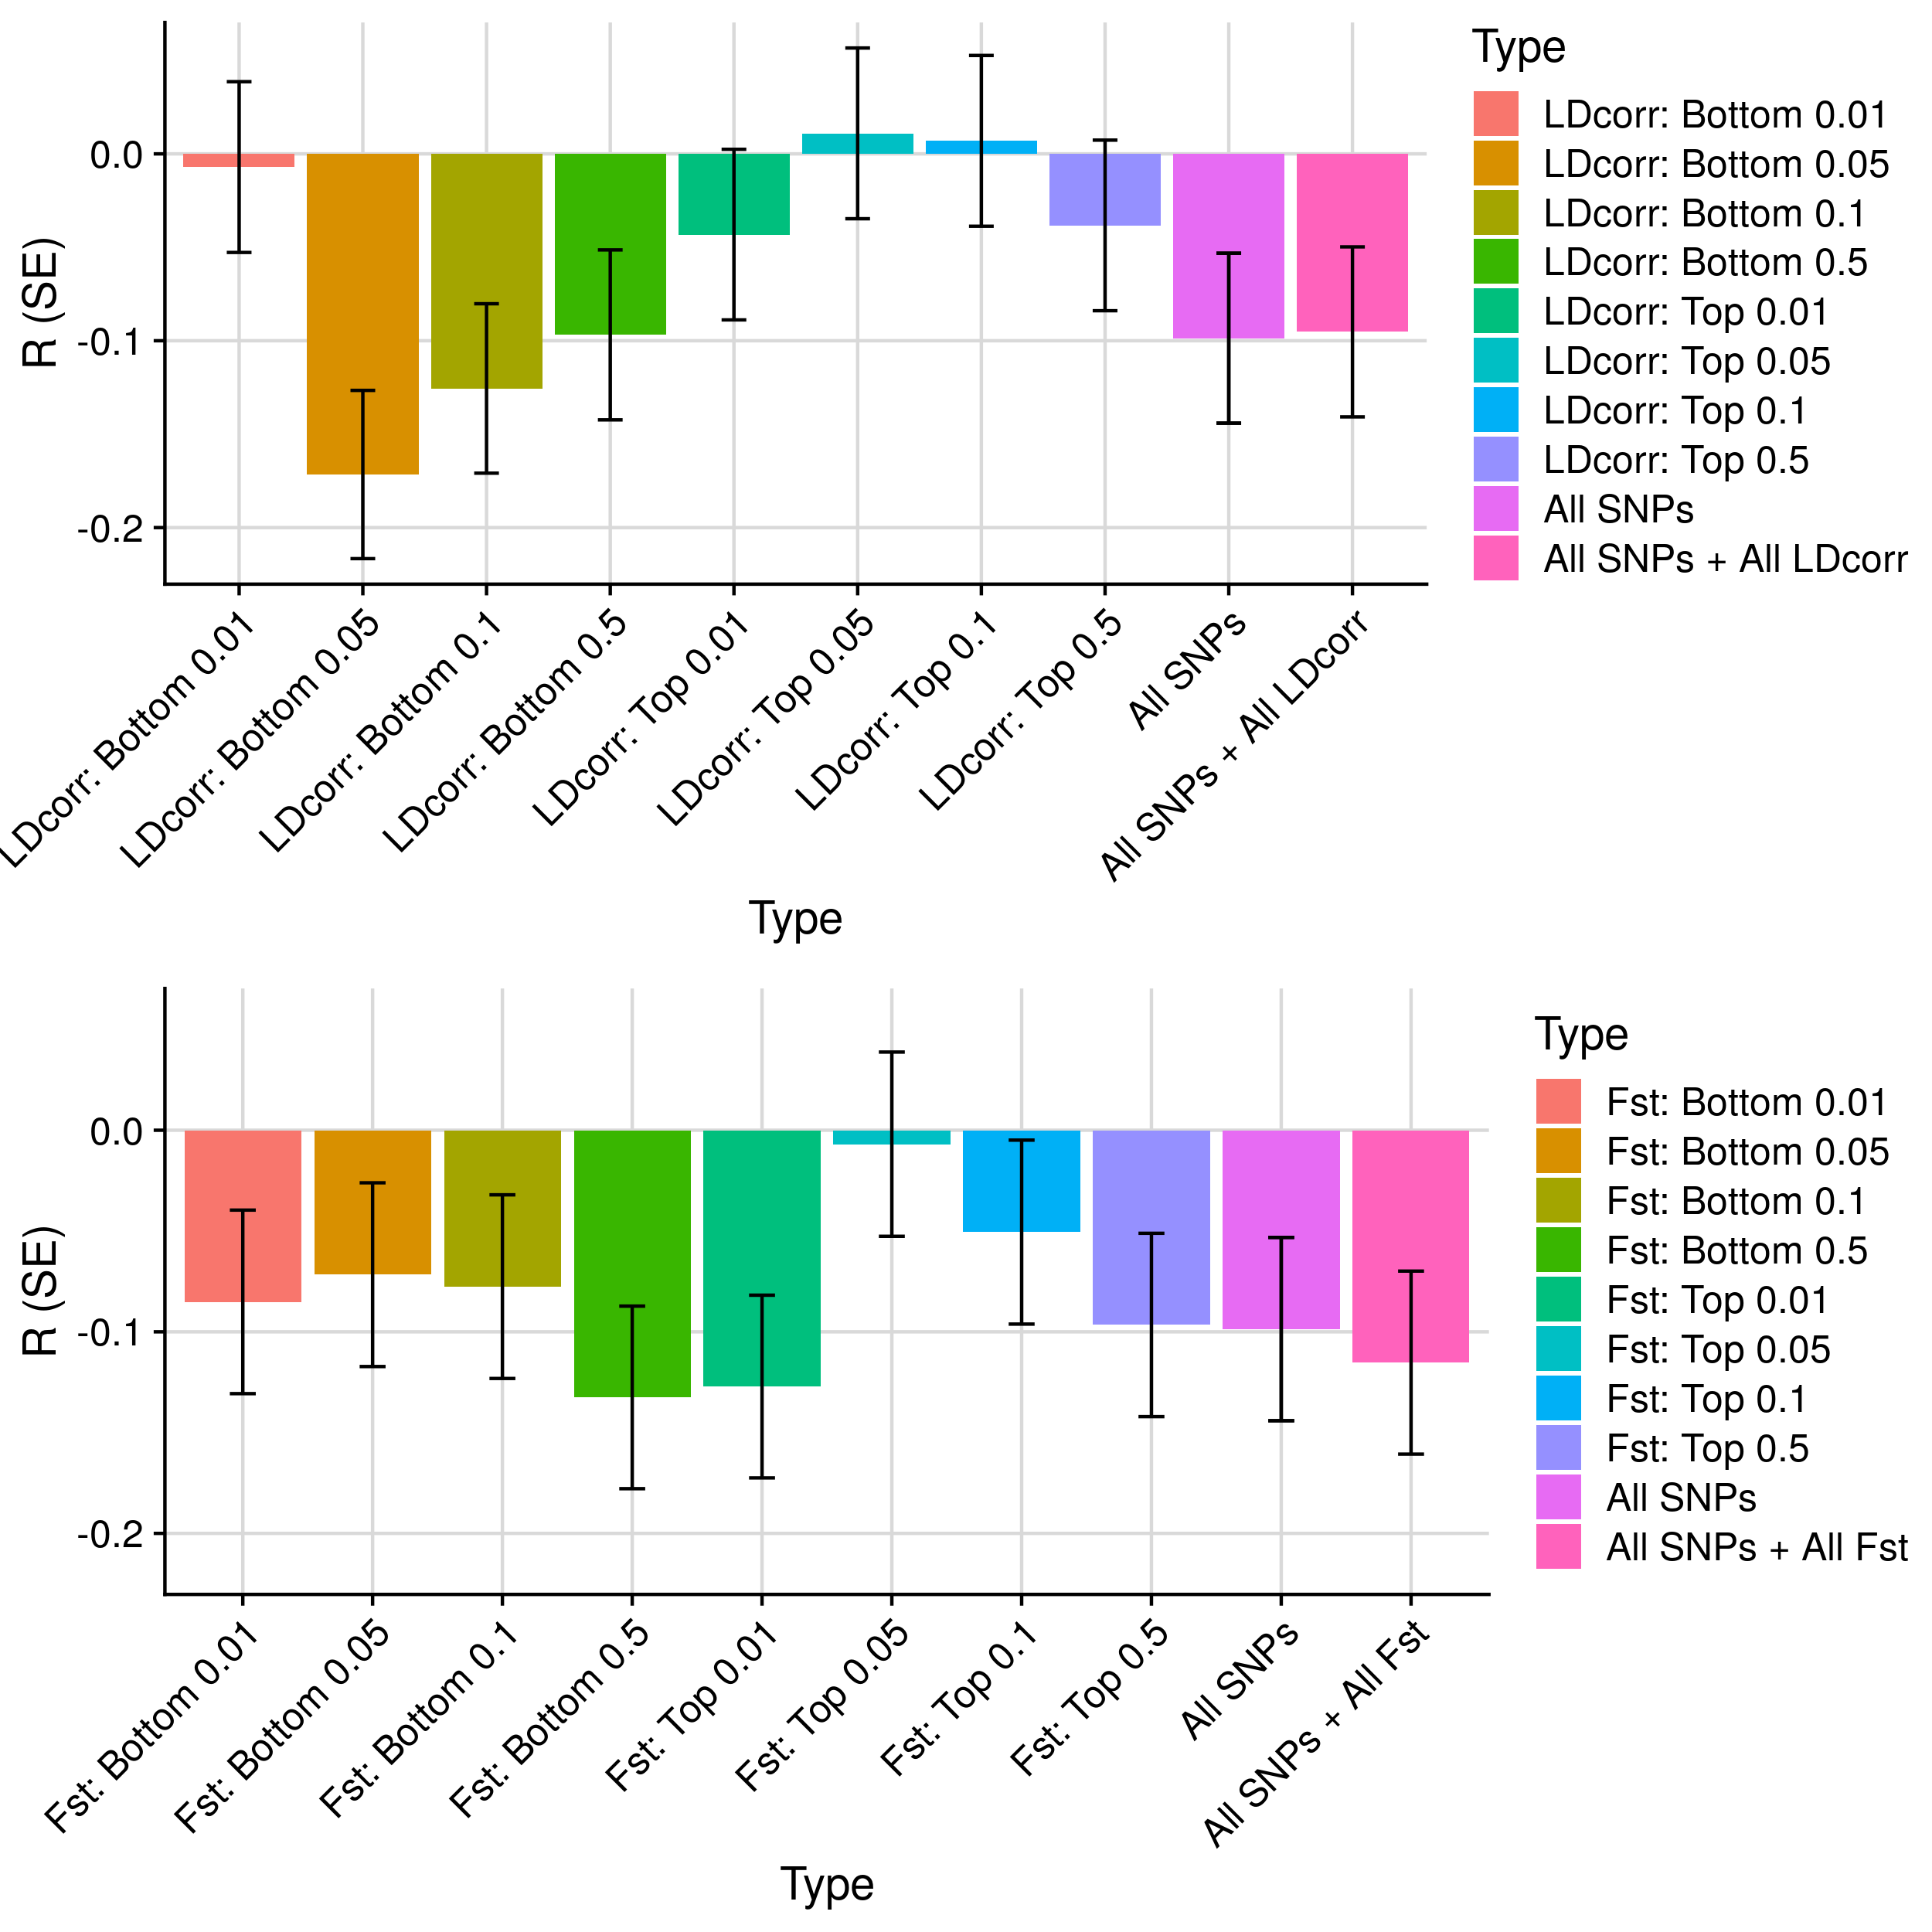 Type
LDcorr: Bottom 0.01
LDcorr: Bottom 0.05
LDcorr: Bottom 0.1
LDcorr: Bottom 0.5
LDcorr: Top 0.01
LDcorr: Top 0.05
LDcorr: Top 0.1
LDcorr: Top 0.5
All SNPs
All SNPs + All LDcorr
R (SE)
0.0
-0.1
-0.2
LDcorr: Bottom 0.01
LDcorr: Bottom 0.05
LDcorr: Bottom 0.1
LDcorr: Bottom 0.5
LDcorr: Top 0.01
LDcorr: Top 0.05
LDcorr: Top 0.1
LDcorr: Top 0.5
All SNPs
All SNPs + All LDcorr
Type
Type
Fst: Bottom 0.01
Fst: Bottom 0.05
Fst: Bottom 0.1
Fst: Bottom 0.5
Fst: Top 0.01
Fst: Top 0.05
Fst: Top 0.1
Fst: Top 0.5
All SNPs
All SNPs + All Fst
R (SE)
0.0
-0.1
-0.2
Fst: Bottom 0.01
Fst: Bottom 0.05
Fst: Bottom 0.1
Fst: Bottom 0.5
Fst: Top 0.01
Fst: Top 0.05
Fst: Top 0.1
Fst: Top 0.5
All SNPs
All SNPs + All Fst
Type